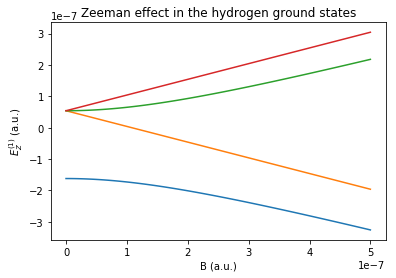 Zeeman effect in the hydrogen ground states
1e−7
3
2
1
0
−1
−2
−3
E_Z^{(1)} (a.u.)
0 1 2 3 4 5
B (a.u.)
1e−7